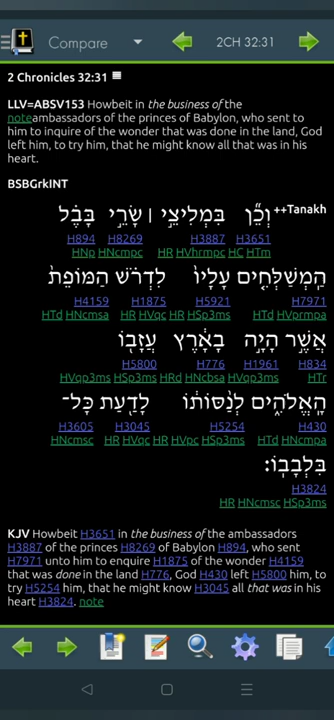 Compare 2CH 32:31
2 Chronicles 32:31
LLV=ABSV153 Howbeit in the business of the
noteambassadors of the princes of Babylon, who sent to
him to inquire of the wonder that was done in the land, God
left him, to try him, that he might know all that was in his
heart.
BSBGrkINT
++Tanakh וְכֵ֞ן בִּמְלִיצֵ֣י ׀ שָׂרֵ֣י בָּבֶ֗ל
H3651 H3887 H8269 H894
HTm HC HVhrmpc HR HNcmpc HNp
הַֽמְשַׁלְּחִ֤ים עָלָיו֙ לִדְרֹ֗שׁ הַמּוֹפֵת֙
H7971 H5921 H1875 H4159
HVprmpa HTd HSp3ms HR HVqc HR HNcmsa HTd
אֲשֶׁ֣ר הָיָ֣ה בָאָ֔רֶץ עֲזָב֖וֹ
H834 H1961 H776 H5800
HTr HVqp3ms HNcbsa HRd HSp3ms HVqp3ms
הָֽאֱלֹהִ֑ים לְנַ֨סּוֹת֔וֹ לָדַ֖עַת כָּל־
H430 H5254 H3045 H3605
HNcmpa HTd HSp3ms HVpc HR HVqc HR HNcmsc
בִּלְבָבֽוֹ׃
H3824
HSp3ms HNcmsc HR
KJV Howbeit H3651 in the business of the ambassadors
H3887 of the princes H8269 of Babylon H894, who sent
H7971 unto him to enquire H1875 of the wonder H4159
that was done in the land H776, God H430 left H5800 him, to
try H5254 him, that he might know H3045 all that was in his
heart H3824. note